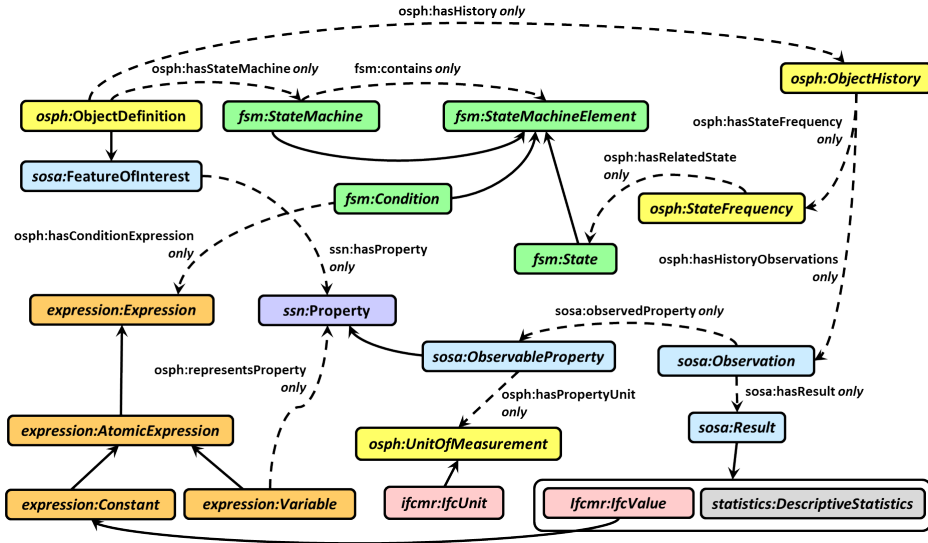 osph:hasHistory only
osph:hasStateMachine only
fsm:contains only
osph:ObjectHistory
osph:ObjectDefinition
fsm:StateMachine
fsm:StateMachineElement
osph:hasStateFrequency
only
osph:hasRelatedState
only
sosa:FeatureOfInterest
fsm:Condition
osph:StateFrequency
osph:hasConditionExpression
only
ssn:hasProperty
only
fsm:State
osph:hasHistoryObservations
only
expression:Expression
ssn:Property
sosa:observedProperty only
sosa:ObservableProperty
sosa:Observation
osph:representsProperty
only
osph:hasPropertyUnit
only
sosa:hasResult only
expression:AtomicExpression
osph:UnitOfMeasurement
sosa:Result
expression:Constant
expression:Variable
ifcmr:IfcUnit
Ifcmr:IfcValue
statistics:DescriptiveStatistics